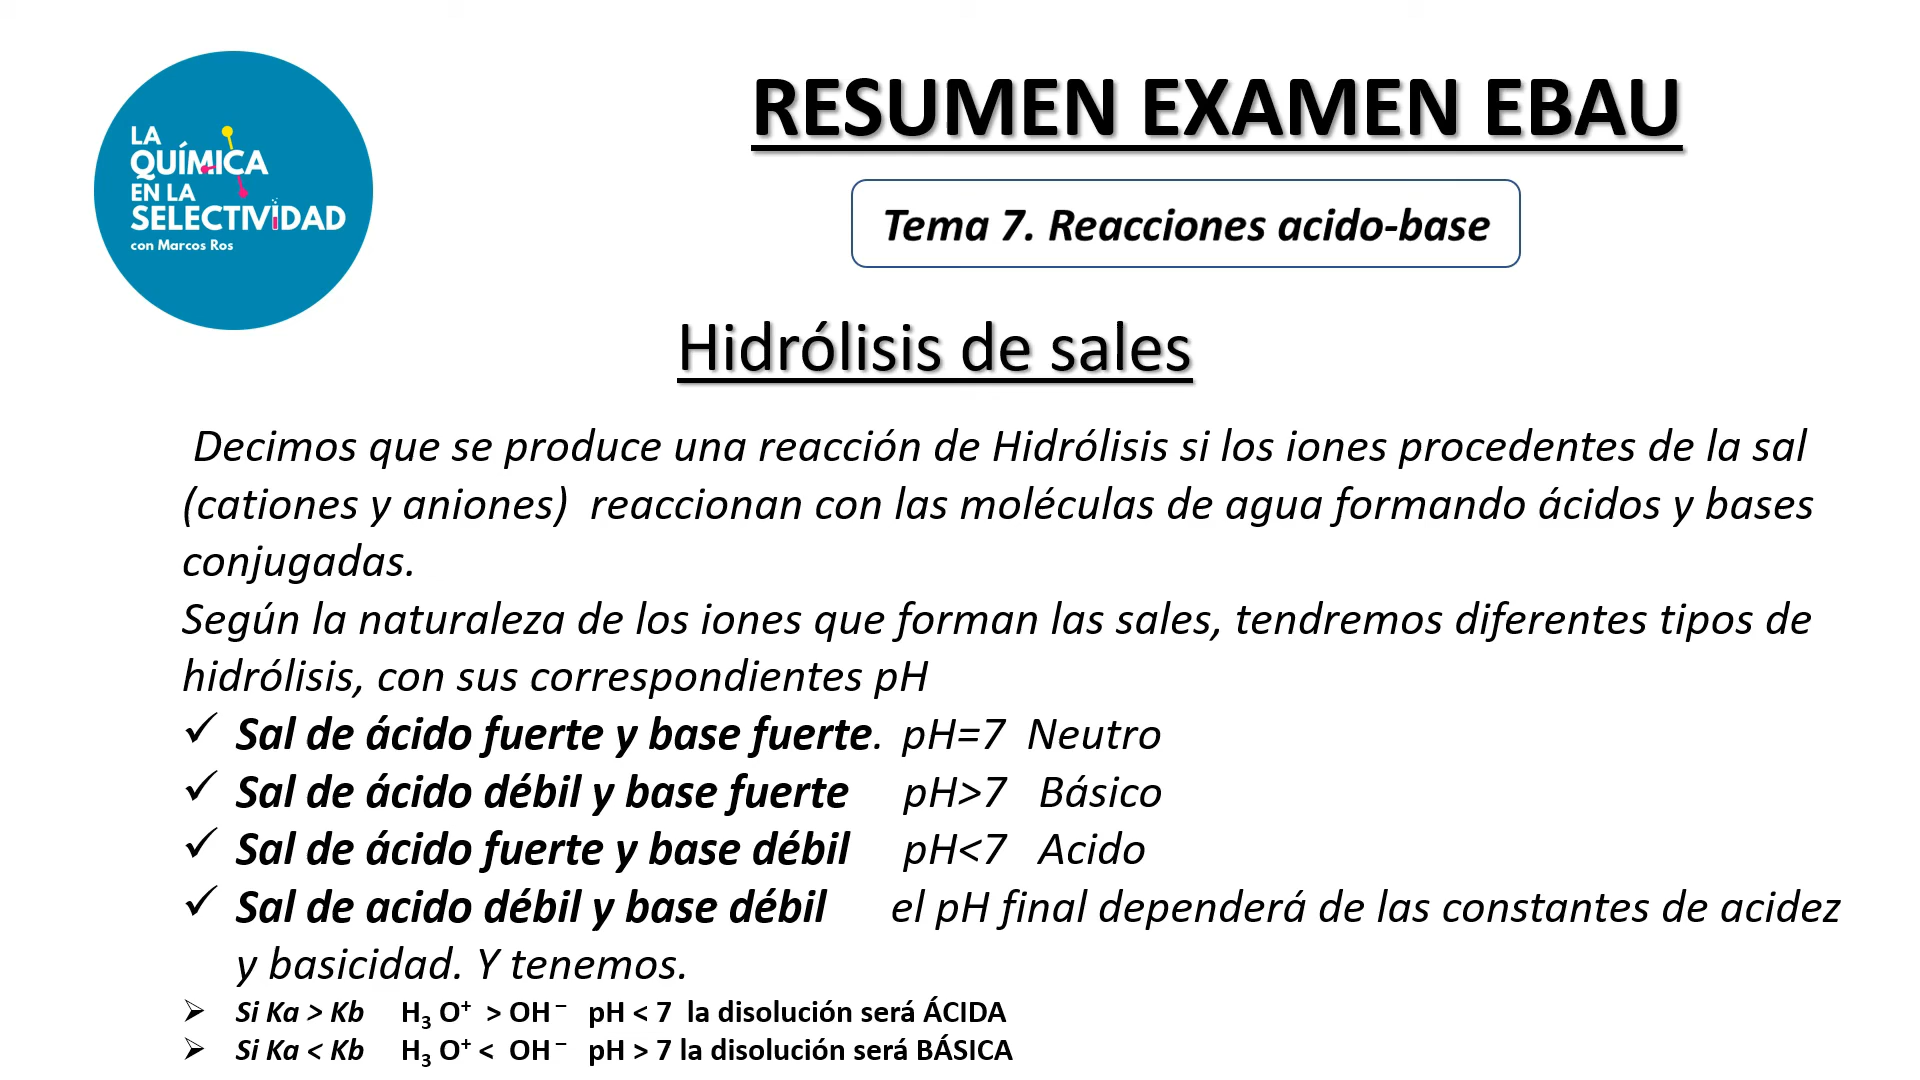 LA
QUÍMICA
EN LA
SELECTIVIDAD
con Marcos Ros
RESUMEN EXAMEN EBAU
Tema 7. Reacciones acido-base
Hidrólisis de sales
Decimos que se produce una reacción de Hidrólisis si los iones procedentes de la sal
(cationes y aniones) reaccionan con las moléculas de agua formando ácidos y bases
conjugadas.
Según la naturaleza de los iones que forman las sales, tendremos diferentes tipos de
hidrólisis, con sus correspondientes pH
✓ Sal de ácido fuerte y base fuerte. pH=7 Neutro
✓ Sal de ácido débil y base fuerte pH>7 Básico
✓ Sal de ácido fuerte y base débil pH<7 Acido
✓ Sal de acido débil y base débil el pH final dependerá de las constantes de acidez
y basicidad. Y tenemos.
➢ Si Ka > Kb H₃ O⁺ > OH⁻ pH < 7 la disolución será ÁCIDA
➢ Si Ka < Kb H₃ O⁺ < OH⁻ pH > 7 la disolución será BÁSICA